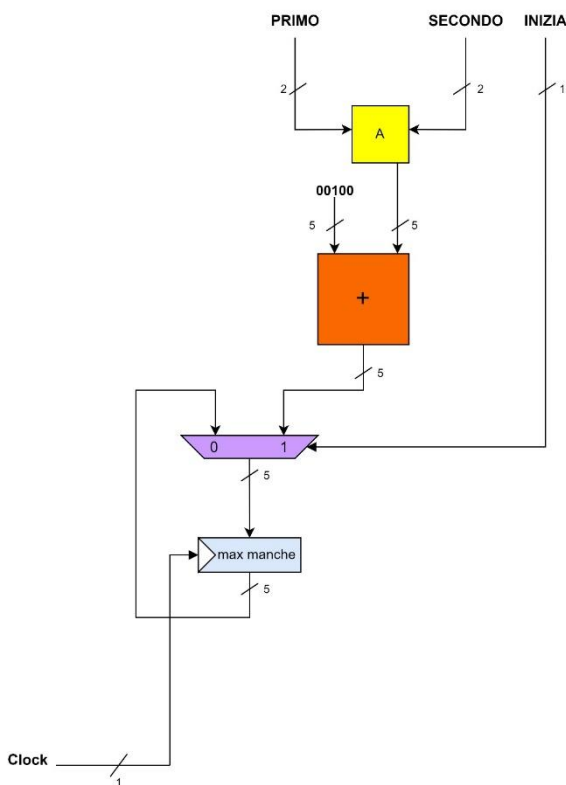 PRIMO SECONDO INIZIA
2 2 1
A
00100
5 5
+
5
0 1
5
max manche
5
Clock
1